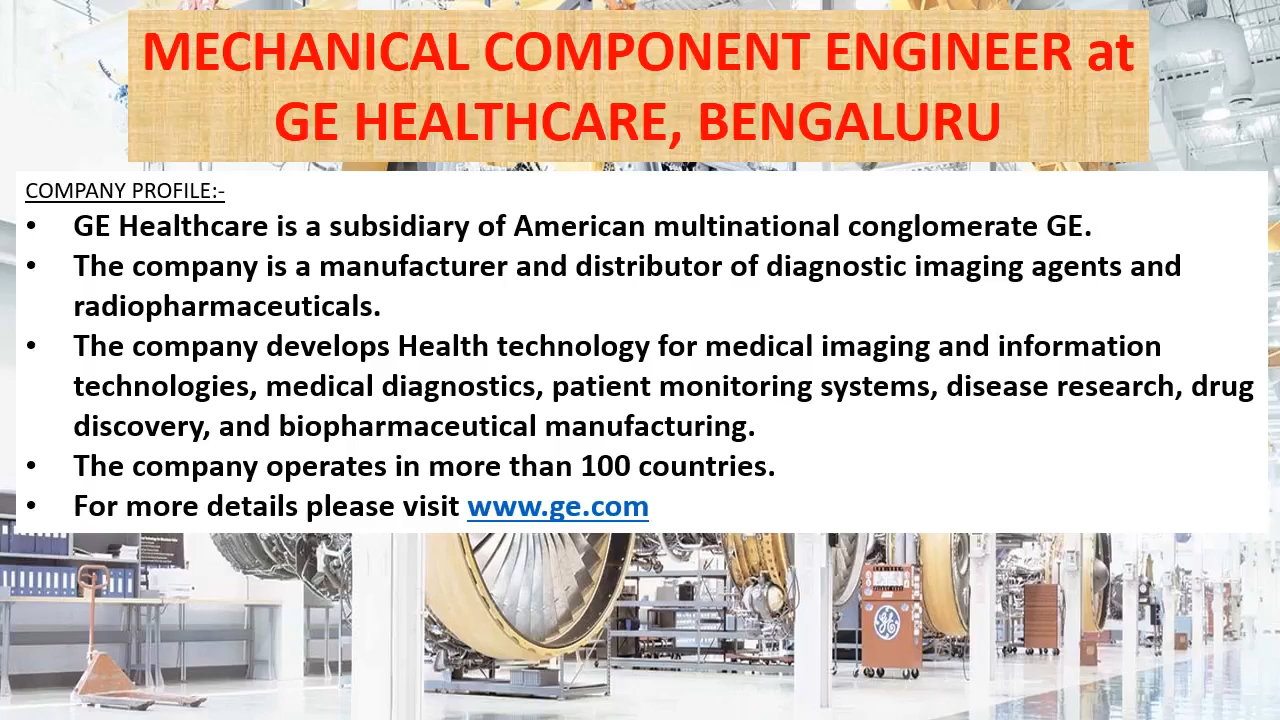 MECHANICAL COMPONENT ENGINEER at
GE HEALTHCARE, BENGALURU
COMPANY PROFILE:-
• GE Healthcare is a subsidiary of American multinational conglomerate GE.
• The company is a manufacturer and distributor of diagnostic imaging agents and
radiopharmaceuticals.
• The company develops Health technology for medical imaging and information
technologies, medical diagnostics, patient monitoring systems, disease research, drug
discovery, and biopharmaceutical manufacturing.
• The company operates in more than 100 countries.
• For more details please visit www.ge.com
GE